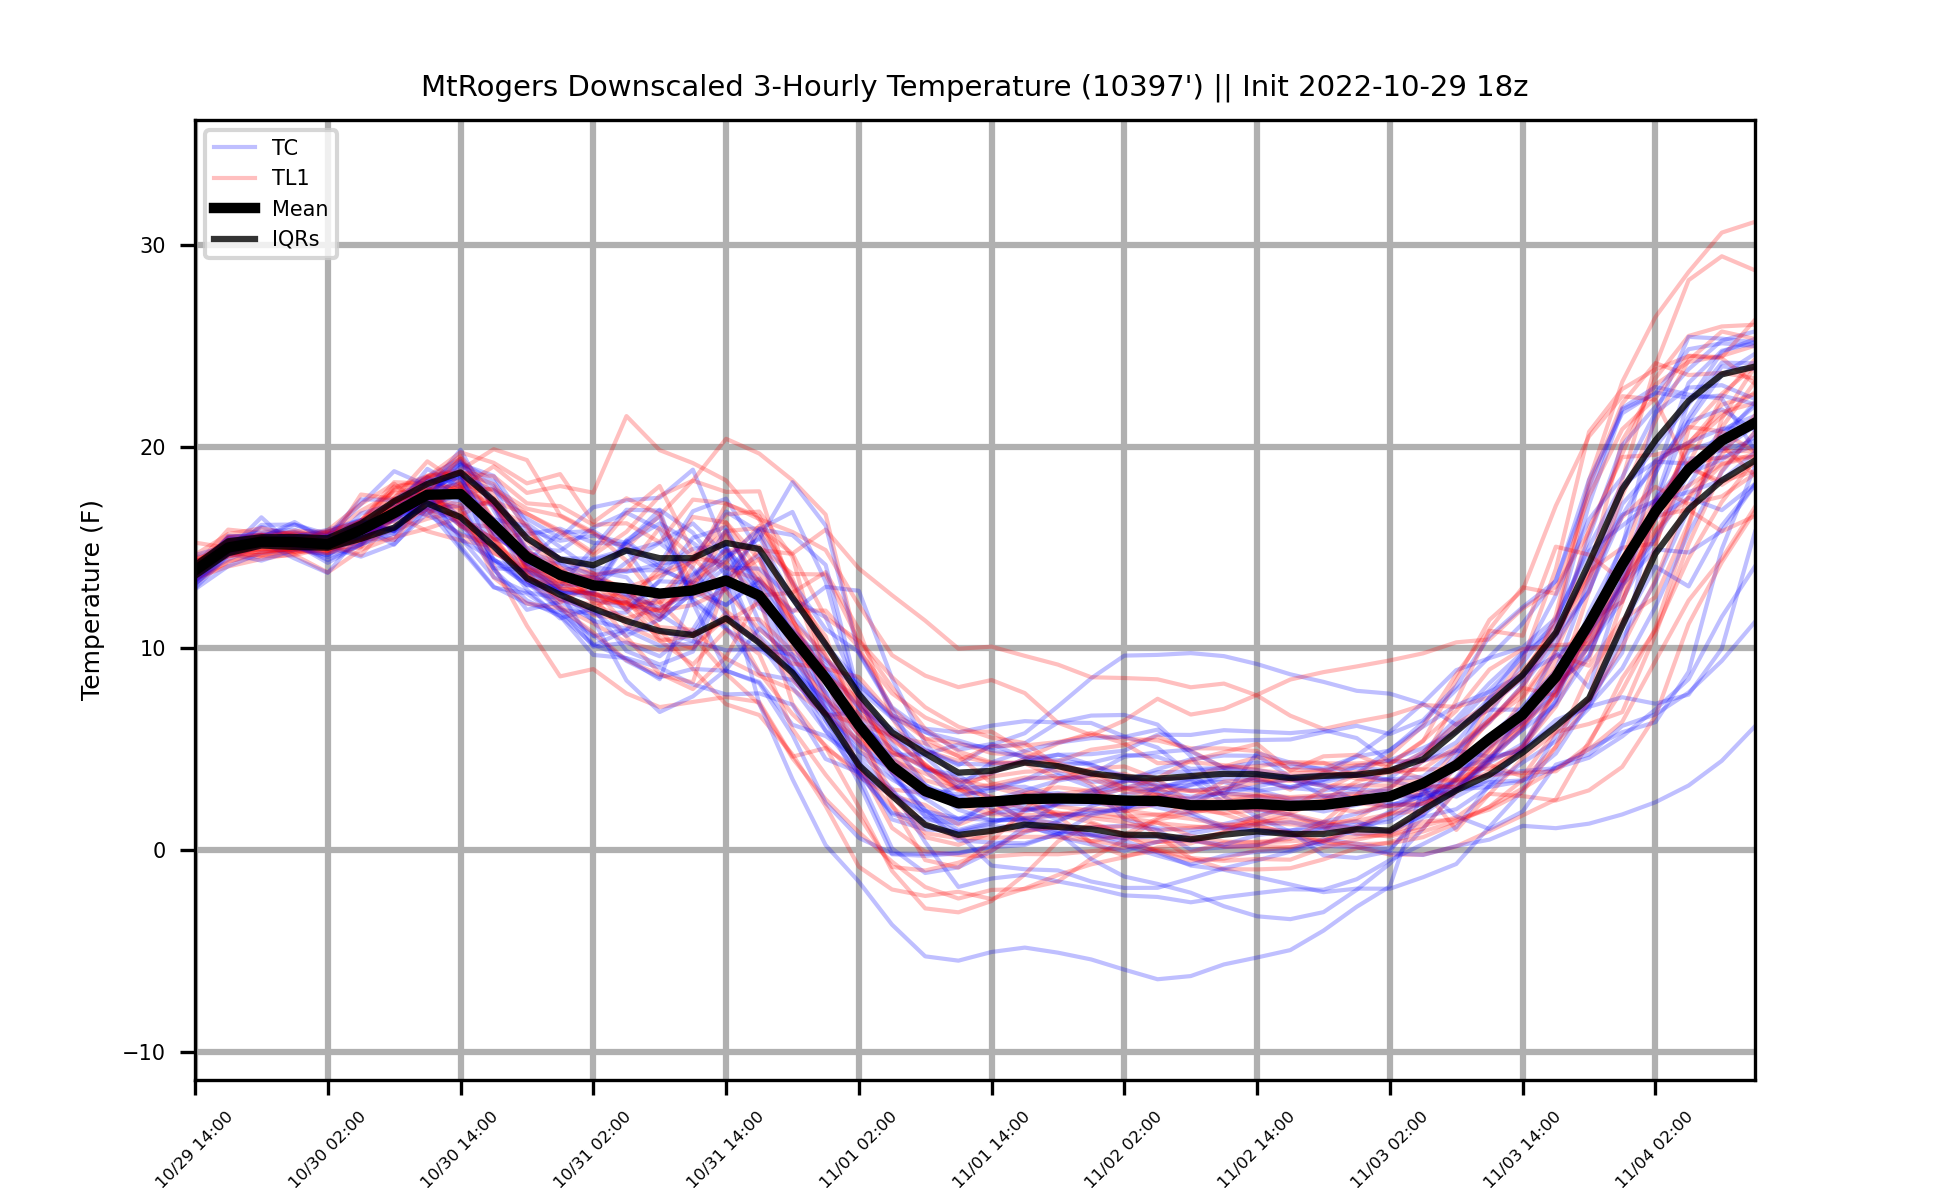 MtRogers Downscaled 3-Hourly Temperature (10397') || Init 2022-10-29 18z
TC
TL1
Mean
IQRs
Temperature (F)
30
20
10
0
−10
10/29 14:00
10/30 02:00
10/30 14:00
10/31 02:00
10/31 14:00
11/01 02:00
11/01 14:00
11/02 02:00
11/02 14:00
11/03 02:00
11/03 14:00
11/04 02:00